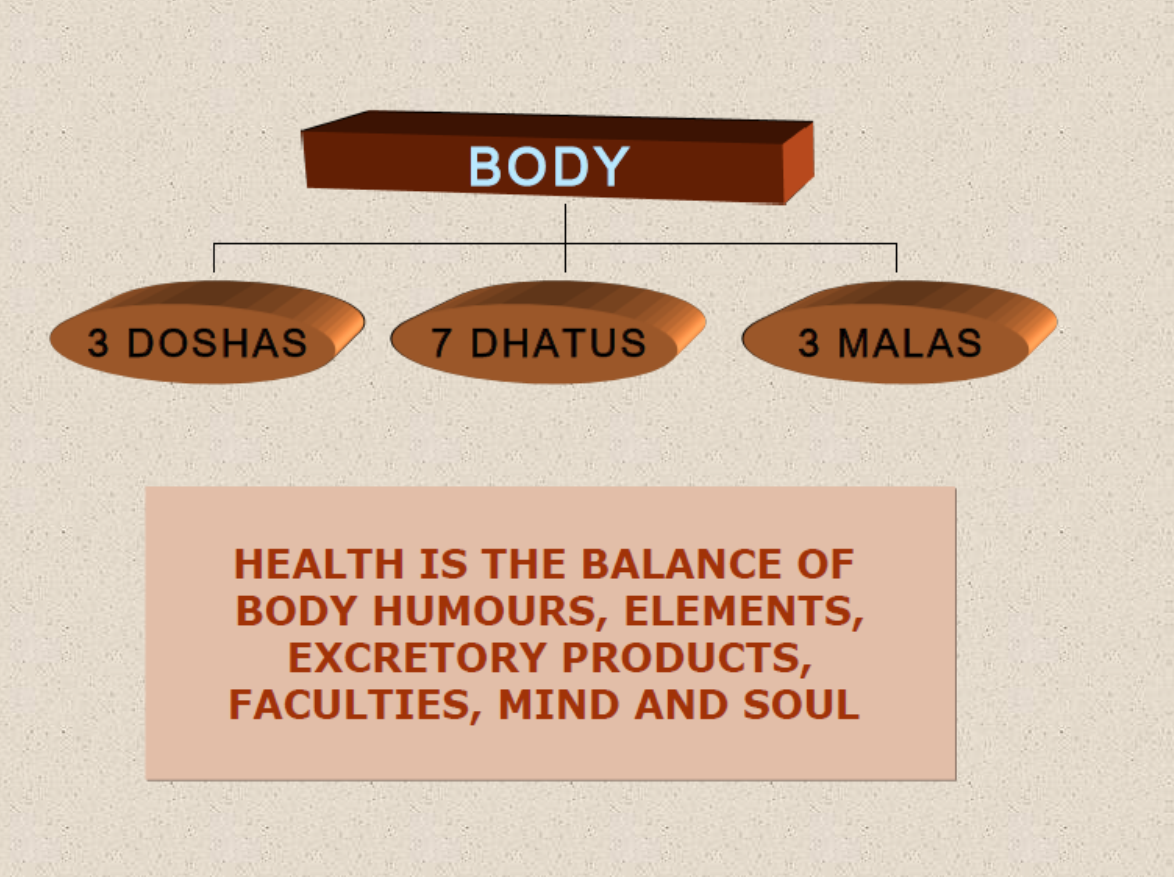 BODY
3 DOSHAS
7 DHATUS
3 MALAS
HEALTH IS THE BALANCE OF
BODY HUMOURS, ELEMENTS,
EXCRETORY PRODUCTS,
FACULTIES, MIND AND SOUL